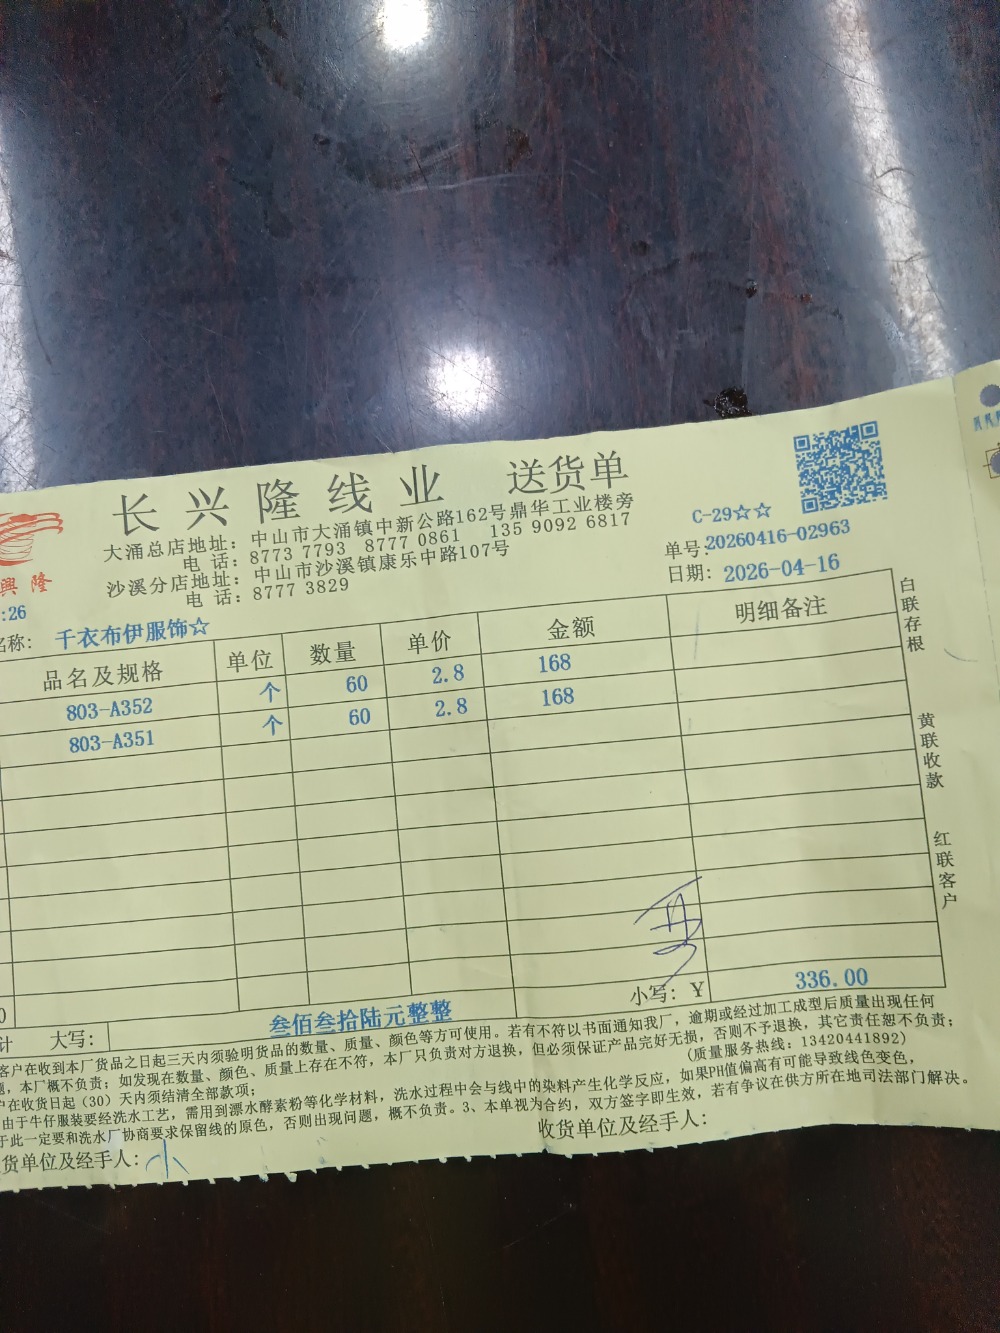 长兴隆线业 送货单
大涌总店地址：中山市大涌镇中新公路162号鼎华工业楼旁
电 话：8773 7793 8777 0861 135 9092 6817
沙溪分店地址：中山市沙溪镇康乐中路107号
电 话：8777 3829
興隆
C-29☆☆
单号:20260416-02963
日期: 2026-04-16
:26
名称: 千衣布伊服饰☆
品名及规格 单位 数量 单价 金额 明细备注
803-A352 个 60 2.8 168
803-A351 个 60 2.8 168
白联存根
黄联收款
红联客户
0
小写: Y 336.00
计 大写: 叁佰叁拾陆元整整
客户在收到本厂货品之日起三天内须验明货品的数量、质量、颜色等方可使用。若有不符以书面通知我厂，逾期或经过加工成型后质量出现任何
题，本厂概不负责；如发现在数量、颜色、质量上存在不符，本厂只负责对方退换，但必须保证产品完好无损，否则不予退换，其它责任恕不负责；
户在收货日起（30）天内须结清全部款项； (质量服务热线：13420441892)
由于牛仔服装要经洗水工艺，需用到漂水酵素粉等化学材料，洗水过程中会与线中的染料产生化学反应，如果PH值偏高有可能导致线色变色，
于此一定要和洗水厂协商要求保留线的原色，否则出现问题，概不负责。3、本单视为合约，双方签字即生效，若有争议在供方所在地司法部门解决。
货单位及经手人: 小 收货单位及经手人: